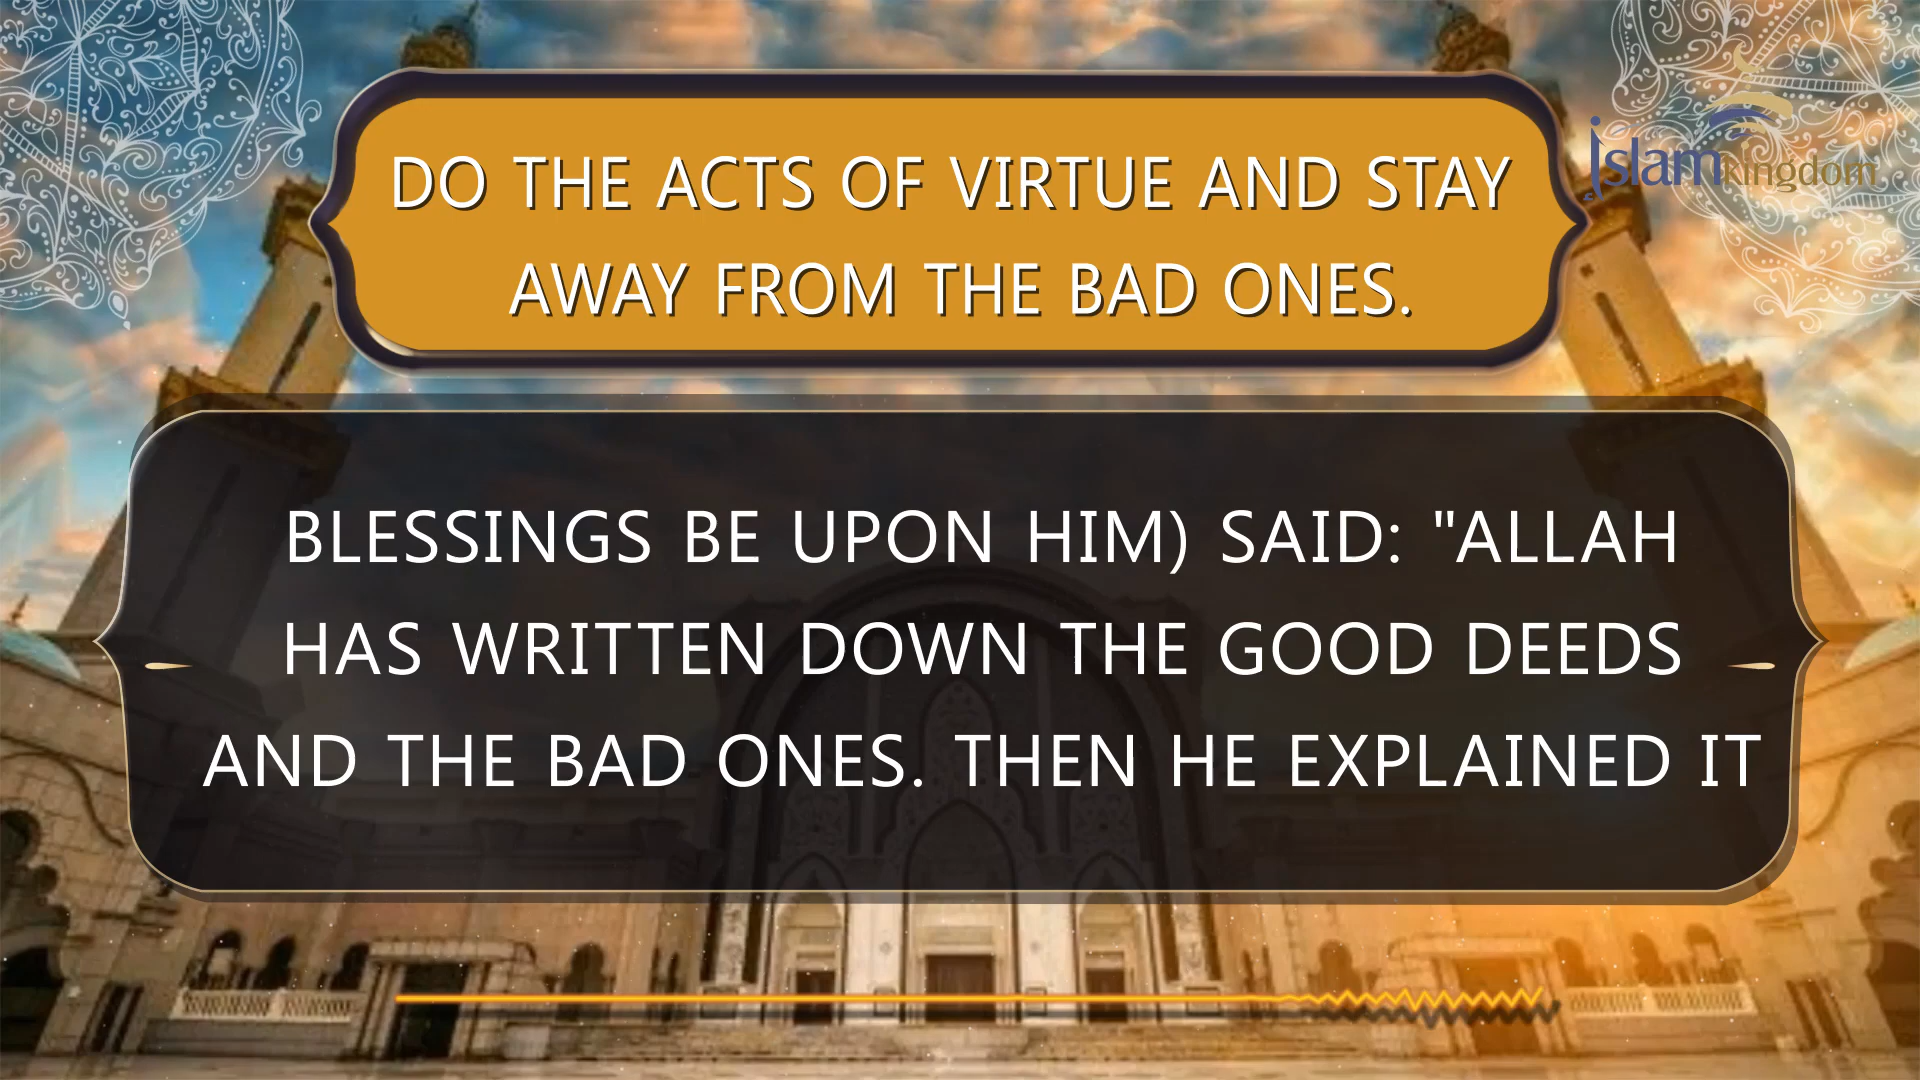 DO THE ACTS OF VIRTUE AND STAY
AWAY FROM THE BAD ONES.
islamkingdom
BLESSINGS BE UPON HIM) SAID: "ALLAH
HAS WRITTEN DOWN THE GOOD DEEDS
AND THE BAD ONES. THEN HE EXPLAINED IT